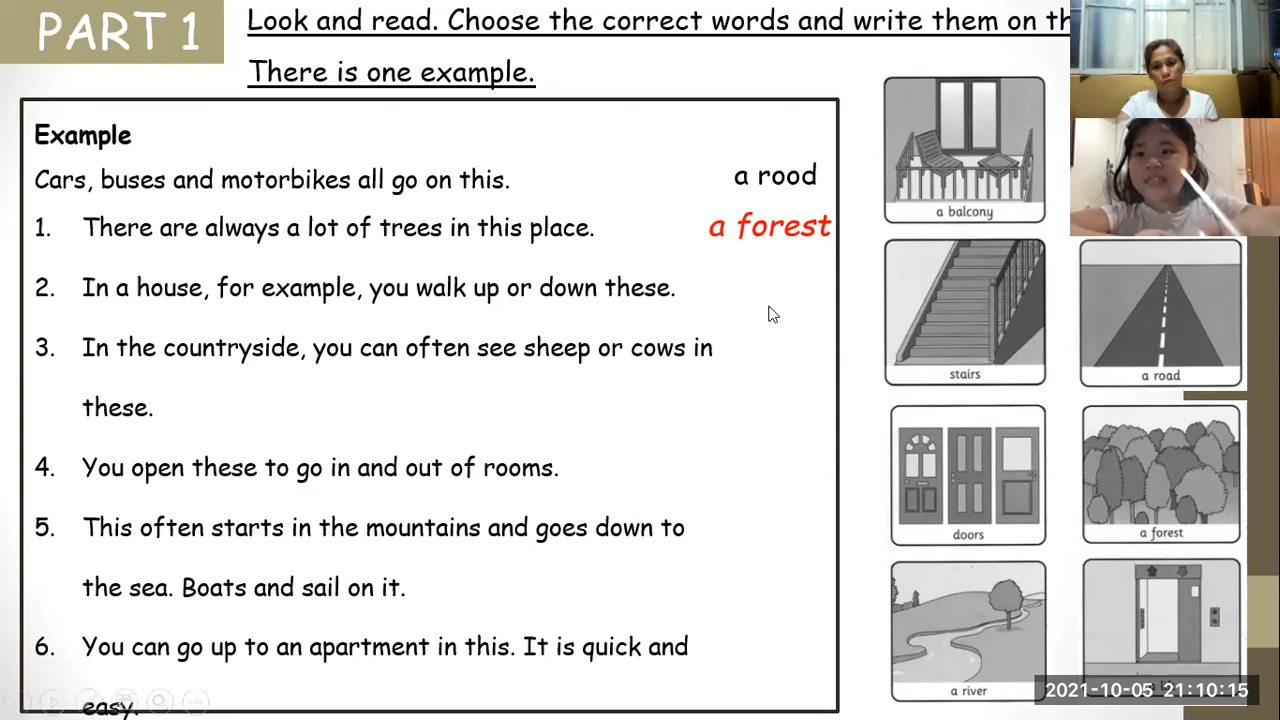 PART 1
Look and read. Choose the correct words and write them on th
There is one example.
Example
Cars, buses and motorbikes all go on this.
a rood
1. There are always a lot of trees in this place.
a forest
2. In a house, for example, you walk up or down these.
3. In the countryside, you can often see sheep or cows in
these.
4. You open these to go in and out of rooms.
5. This often starts in the mountains and goes down to
the sea. Boats and sail on it.
6. You can go up to an apartment in this. It is quick and
easy.
a balcony
stairs
a road
doors
a forest
a river
2021-10-05 21:10:15